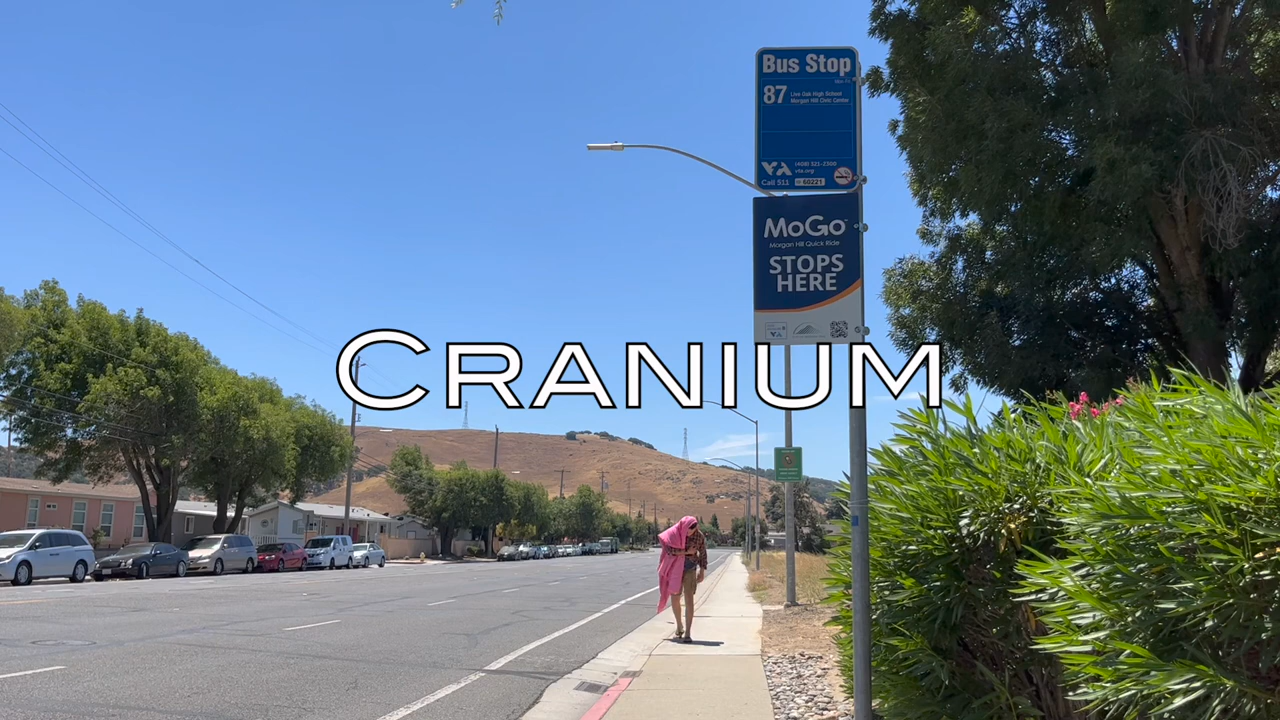 Bus Stop
87 Live Oak High School
Morgan Hill Civic Center
VTA (408) 321-2300
vta.org
Call 511 60221
MoGo
Morgan Hill Quick Ride
STOPS
HERE
CRANIUM